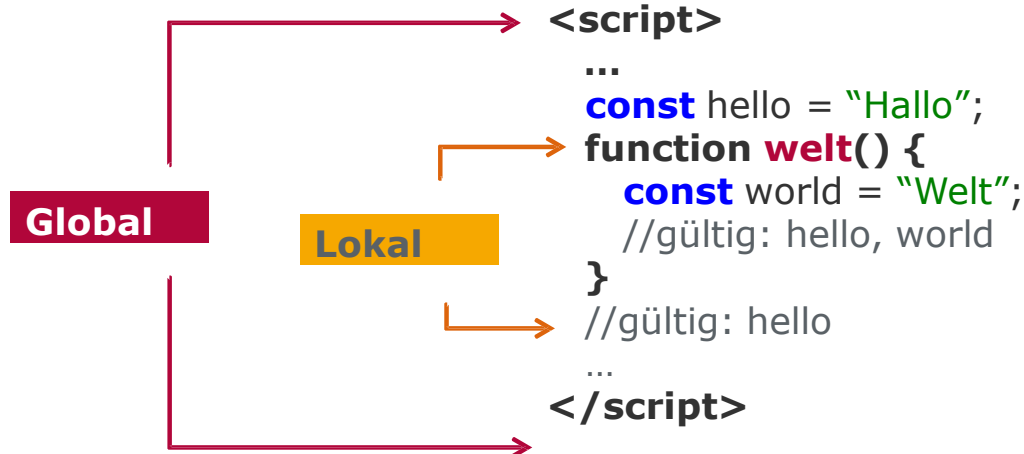 <script>
...
const hello = “Hallo”;
function welt() {
const world = “Welt”;
//gültig: hello, world
}
//gültig: hello
...
</script>
Global
Lokal